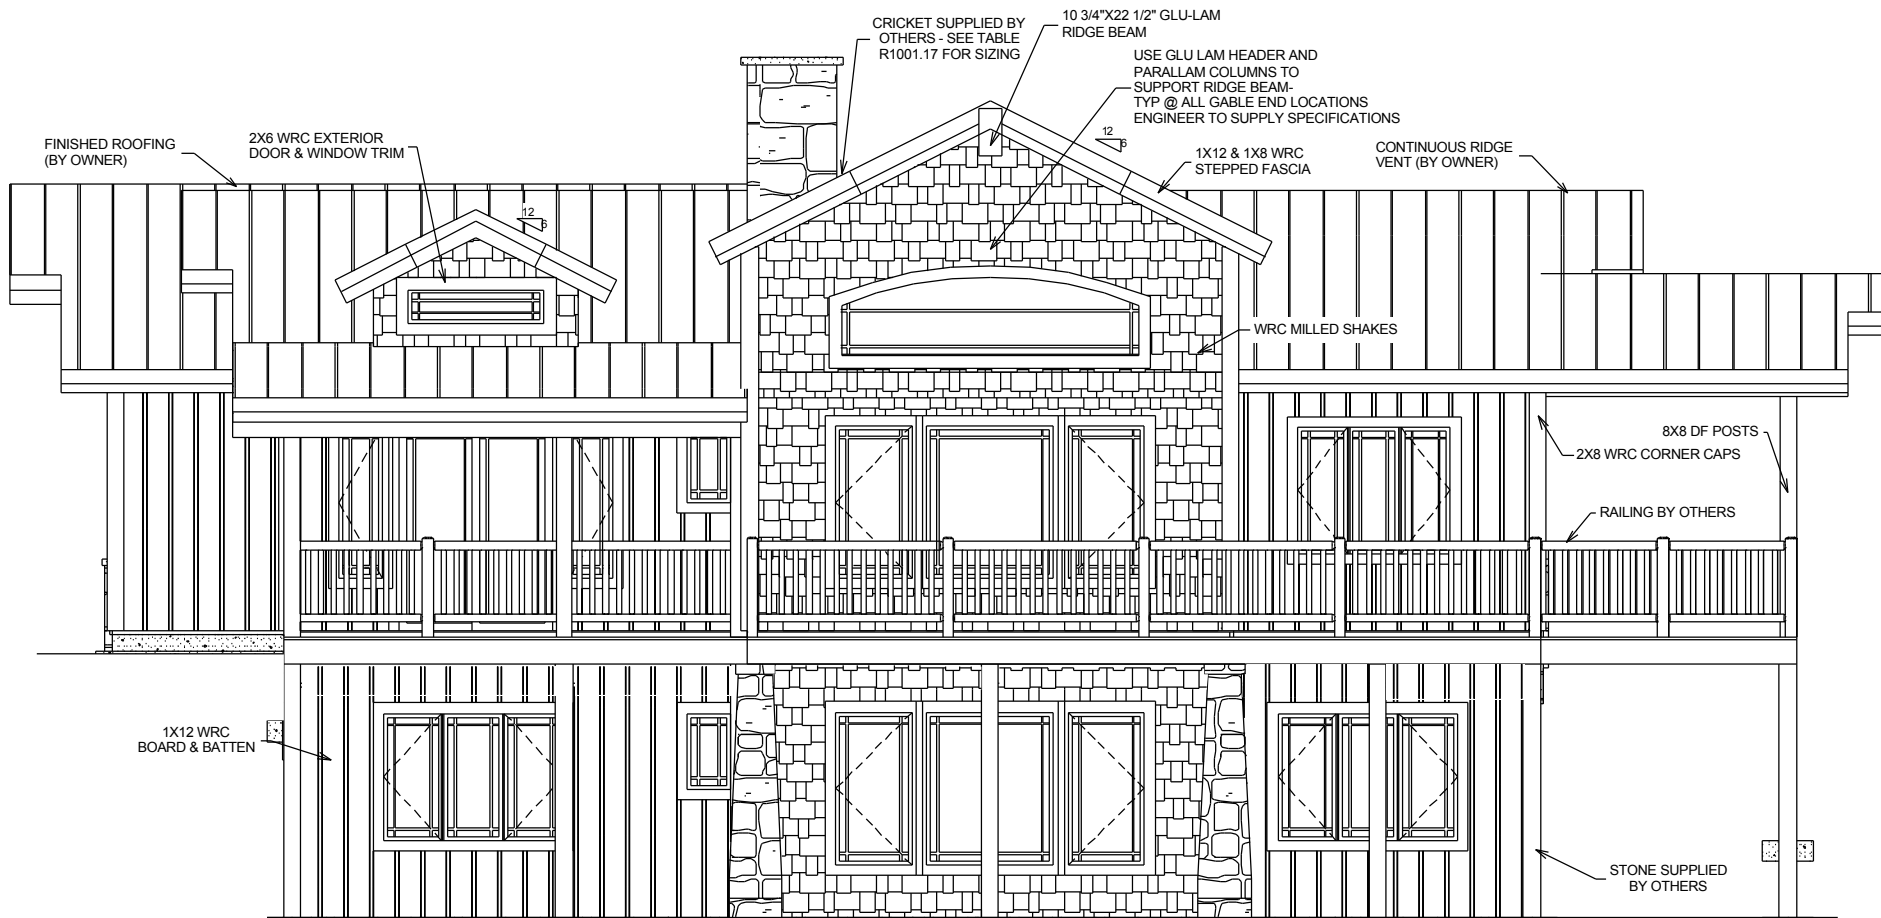 CRICKET SUPPLIED BY
OTHERS - SEE TABLE
R1001.17 FOR SIZING
10 3/4"X22 1/2" GLU-LAM
RIDGE BEAM
USE GLU LAM HEADER AND
PARALLAM COLUMNS TO
SUPPORT RIDGE BEAM-
TYP @ ALL GABLE END LOCATIONS
ENGINEER TO SUPPLY SPECIFICATIONS
FINISHED ROOFING
(BY OWNER)
2X6 WRC EXTERIOR
DOOR & WINDOW TRIM
12
6
1X12 & 1X8 WRC
STEPPED FASCIA
CONTINUOUS RIDGE
VENT (BY OWNER)
12
6
WRC MILLED SHAKES
8X8 DF POSTS
2X8 WRC CORNER CAPS
RAILING BY OTHERS
1X12 WRC
BOARD & BATTEN
STONE SUPPLIED
BY OTHERS